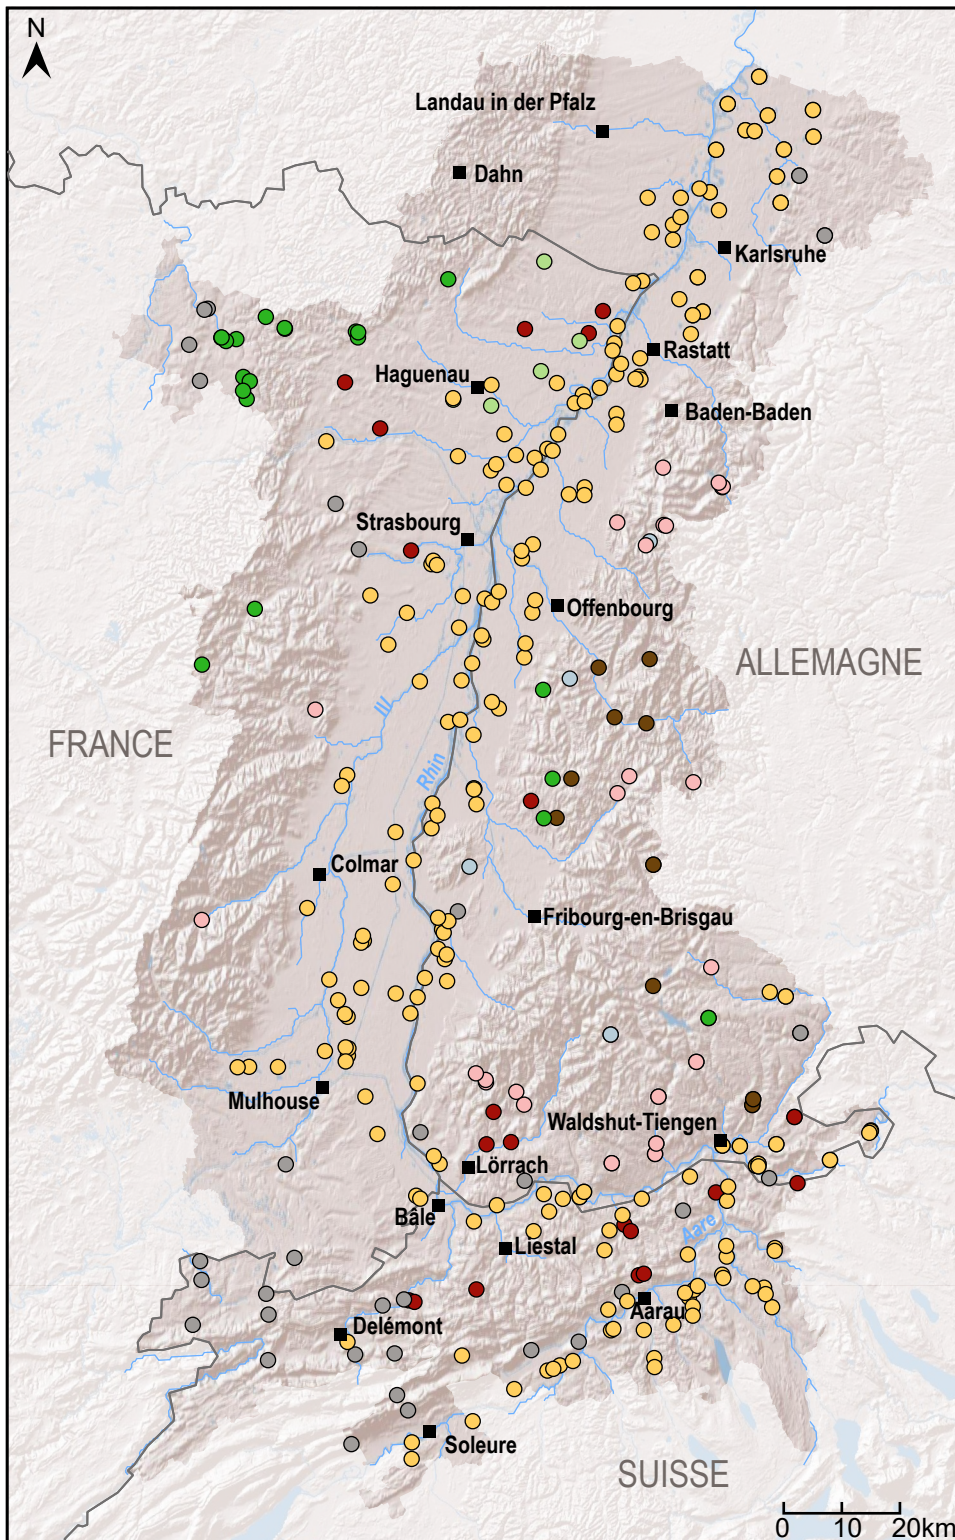 N
Landau in der Pfalz
Dahn
Karlsruhe
Rastatt
Haguenau
Baden-Baden
Strasbourg
Offenbourg
ALLEMAGNE
Ill
FRANCE
Rhin
Colmar
Fribourg-en-Brisgau
Mulhouse
Waldshut-Tiengen
Lörrach
Bâle
Aare
Liestal
Aarau
Delémont
Soleure
SUISSE
0 10 20km